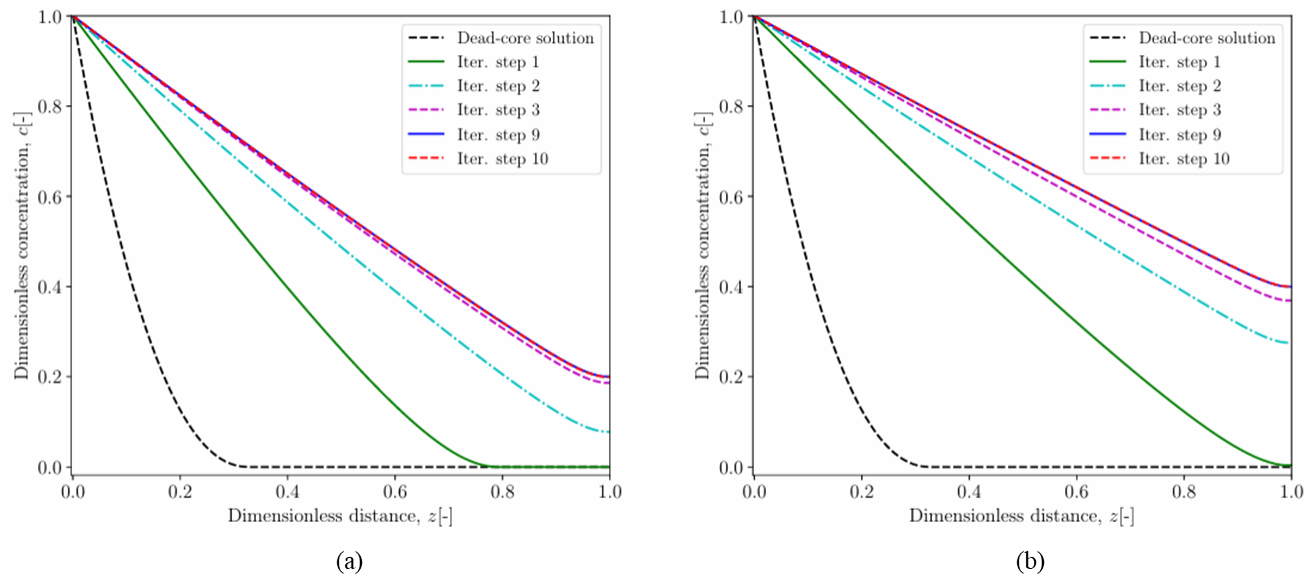 1.0
0.8
0.6
0.4
0.2
0.0
Dimensionless concentration, c[-]
Dead-core solution
Iter. step 1
Iter. step 2
Iter. step 3
Iter. step 9
Iter. step 10
0.0 0.2 0.4 0.6 0.8 1.0
Dimensionless distance, z[-]
(a)
1.0
0.8
0.6
0.4
0.2
0.0
Dimensionless concentration, c[-]
Dead-core solution
Iter. step 1
Iter. step 2
Iter. step 3
Iter. step 9
Iter. step 10
0.0 0.2 0.4 0.6 0.8 1.0
Dimensionless distance, z[-]
(b)